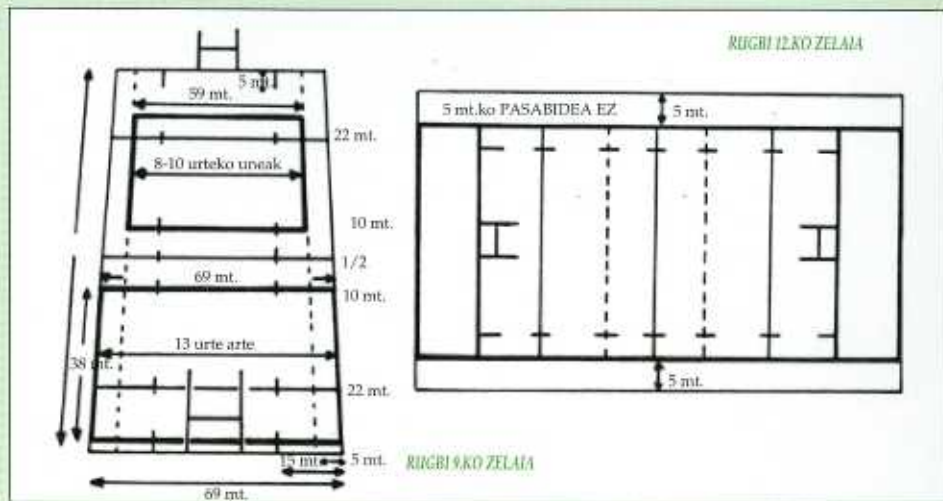 RUGBI 12.KO ZELAIA
5 mt.
59 mt.
22 mt.
8-10 urteko uneak
10 mt.
1/2
69 mt.
10 mt.
13 urte arte
38 mt.
22 mt.
15 mt.
5 mt.
69 mt.
RUGBI 9.KO ZELAIA
5 mt.ko PASABIDEA EZ
5 mt.
5 mt.